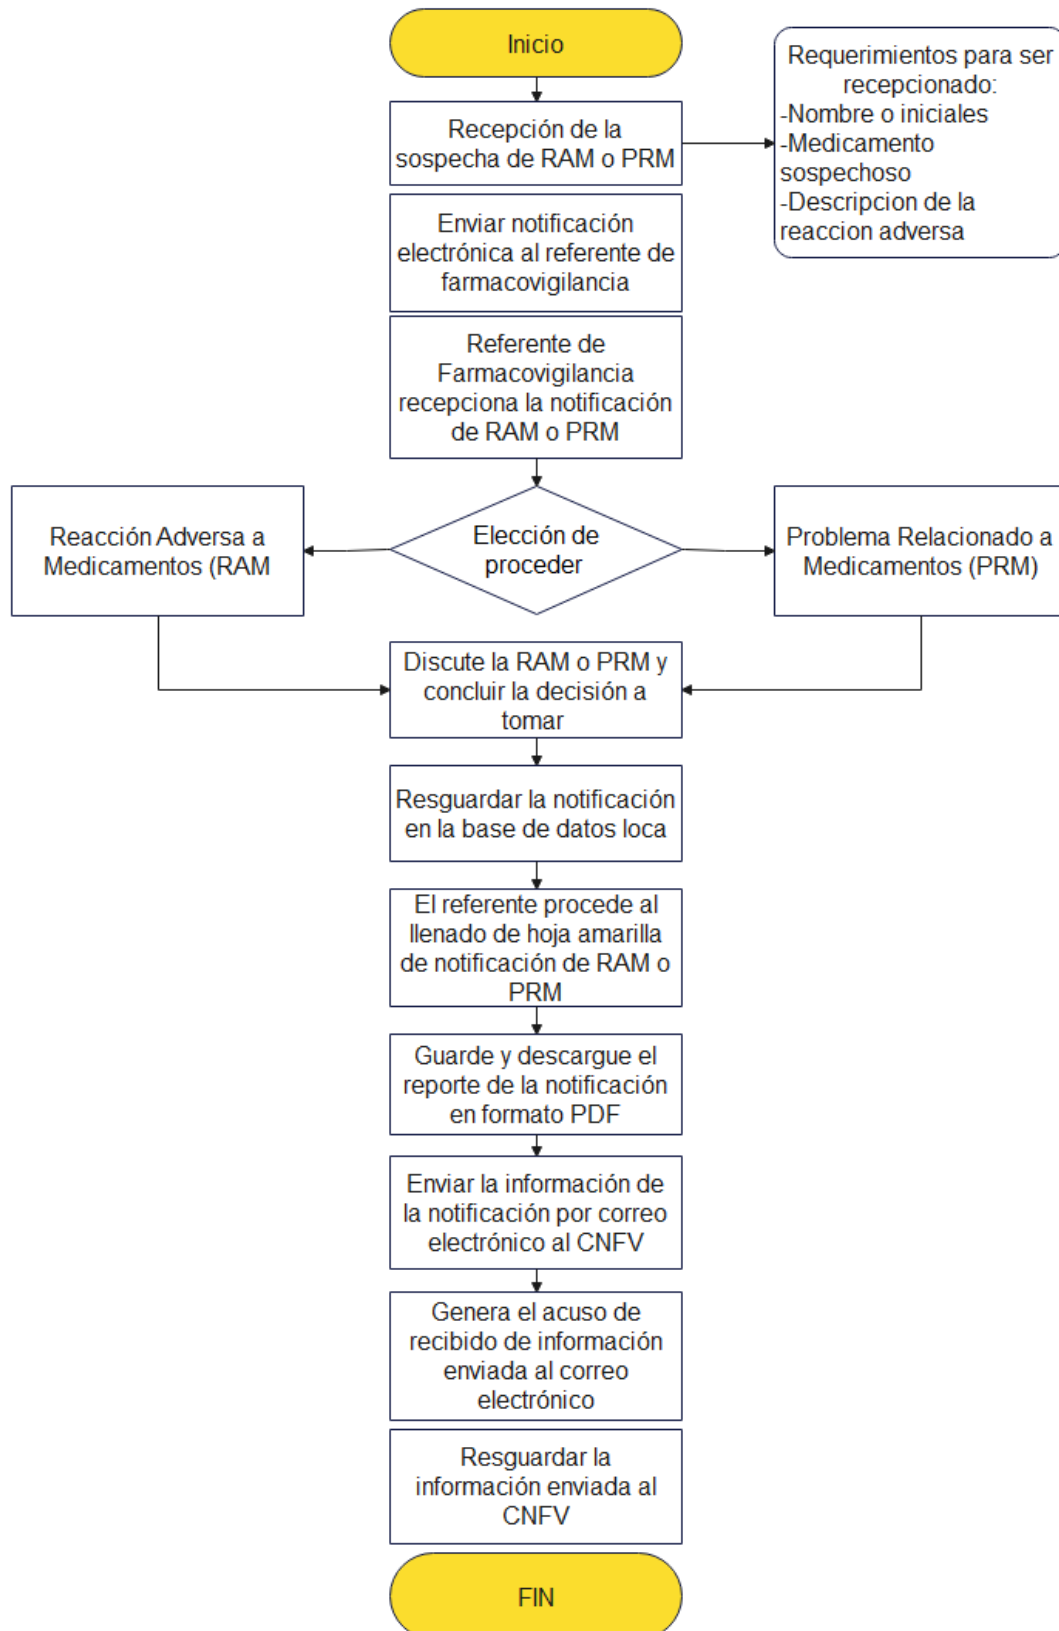 Inicio
Requerimientos para ser
recepcionado:
-Nombre o iniciales
-Medicamento
sospechoso
-Descripcion de la
reaccion adversa
Recepción de la
sospecha de RAM o PRM
Enviar notificación
electrónica al referente de
farmacovigilancia
Referente de
Farmacovigilancia
recepciona la notificación
de RAM o PRM
Elección de
proceder
Reacción Adversa a
Medicamentos (RAM
Problema Relacionado a
Medicamentos (PRM)
Discute la RAM o PRM y
concluir la decisión a
tomar
Resguardar la notificación
en la base de datos loca
El referente procede al
llenado de hoja amarilla
de notificación de RAM o
PRM
Guarde y descargue el
reporte de la notificación
en formato PDF
Enviar la información de
la notificación por correo
electrónico al CNFV
Genera el acuso de
recibido de información
enviada al correo
electrónico
Resguardar la
información enviada al
CNFV
FIN